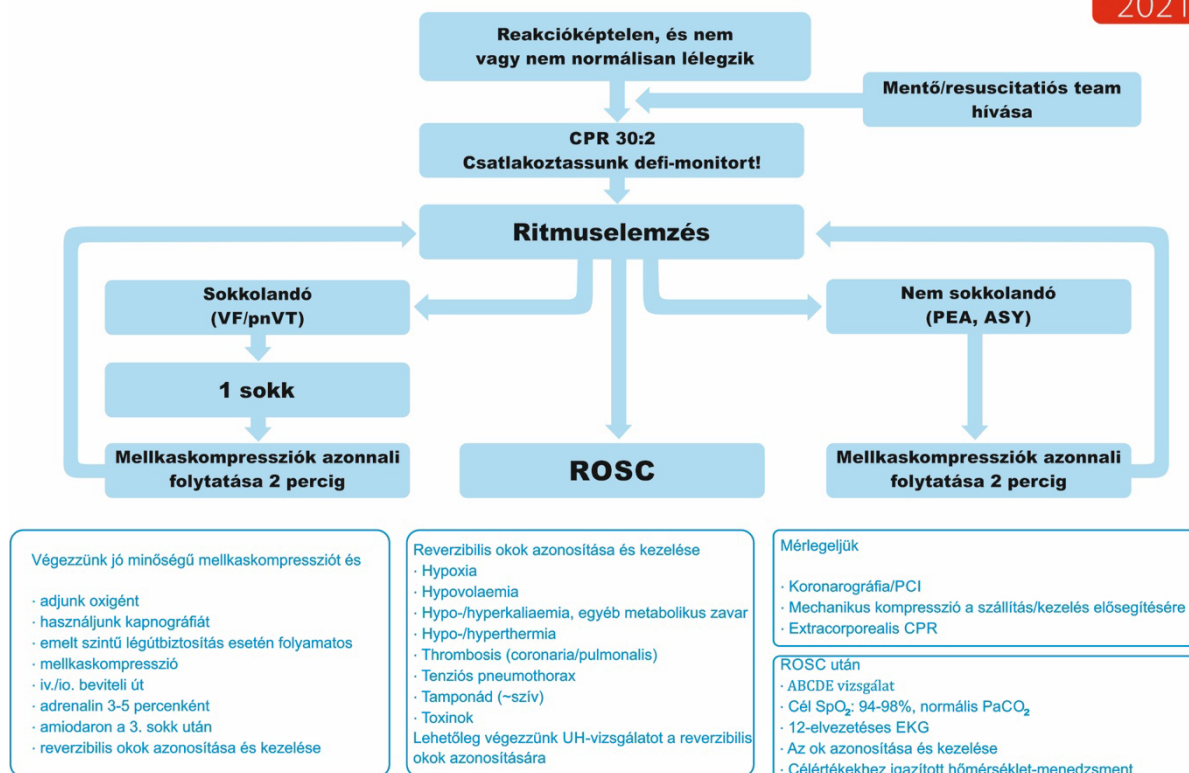 2021
Reakcióképtelen, és nem
vagy nem normálisan lélegzik
Mentő/resuscitatiós team
hívása
CPR 30:2
Csatlakoztassunk defi-monitort!
Ritmuselemzés
Sokkolandó
(VF/pnVT)
Nem sokkolandó
(PEA, ASY)
1 sokk
Mellkaskompressziók azonnali
folytatása 2 percig
ROSC
Mellkaskompressziók azonnali
folytatása 2 percig
Végezzünk jó minőségű mellkaskompressziót és
· adjunk oxigént
· használjunk kapnográfiát
· emelt szintű légútbiztosítás esetén folyamatos
· mellkaskompresszió
· iv./io. beviteli út
· adrenalin 3-5 percenként
· amiodaron a 3. sokk után
· reverzibilis okok azonosítása és kezelése
Reverzibilis okok azonosítása és kezelése
· Hypoxia
· Hypovolaemia
· Hypo-/hyperkaliaemia, egyéb metabolikus zavar
· Hypo-/hyperthermia
· Thrombosis (coronaria/pulmonalis)
· Tenziós pneumothorax
· Tamponád (~szív)
· Toxinok
Lehetőleg végezzünk UH-vizsgálatot a reverzibilis
okok azonosítására
Mérlegeljük
· Koronarográfia/PCI
· Mechanikus kompresszió a szállítás/kezelés elősegítésére
· Extracorporealis CPR
ROSC után
· ABCDE vizsgálat
· Cél SpO₂: 94-98%, normális PaCO₂
· 12-elvezetéses EKG
· Az ok azonosítása és kezelése
· Célértékekhez igazított hőmérséklet-menedzsment